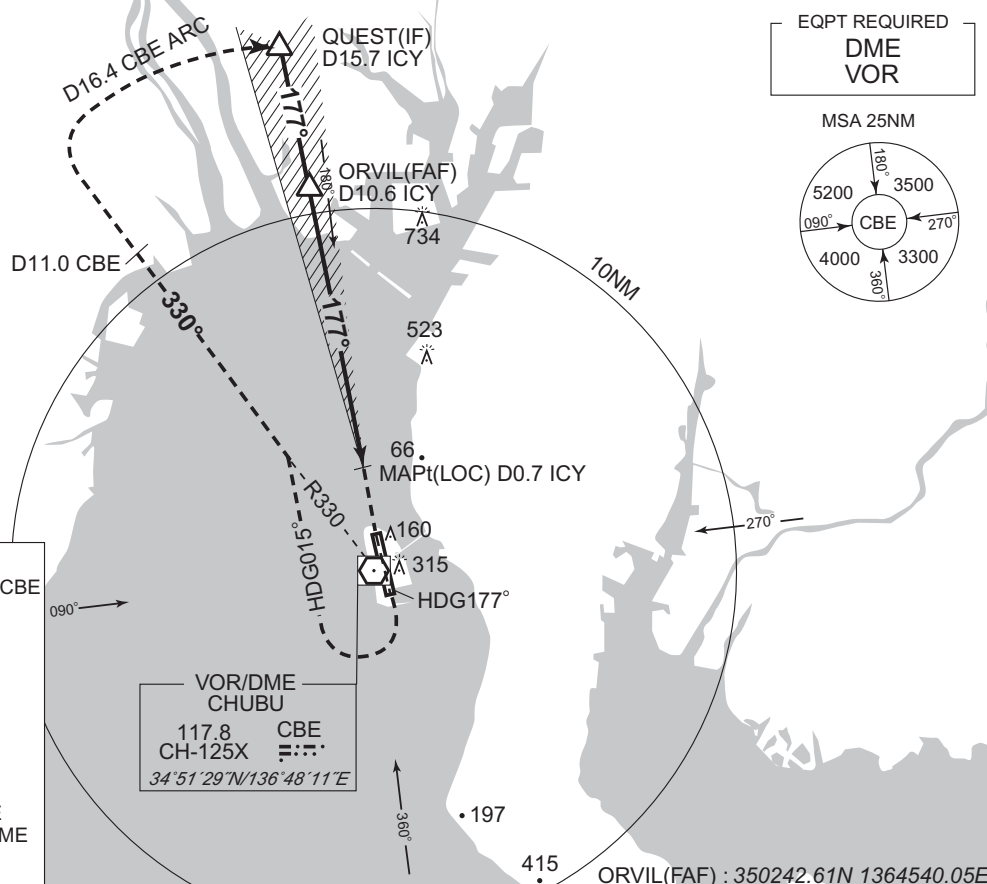 EQPT REQUIRED
DME
VOR
MSA 25NM
180°
5200
3500
090°
CBE
270°
4000
3300
360°
D16.4 CBE ARC
QUEST(IF)
D15.7 ICY
177°
ORVIL(FAF)
D10.6 ICY
180°
734
D11.0 CBE
10NM
330°
177°
523
66
MAPt(LOC) D0.7 ICY
R330
160
270°
HDG015°
315
CBE
HDG177°
090°
VOR/DME
CHUBU
117.8 CBE
CH-125X
34°51´29˝N/136°48´11˝E
360°
197
ME
415
ORVIL(FAF) : 350242.61N 1364540.05E